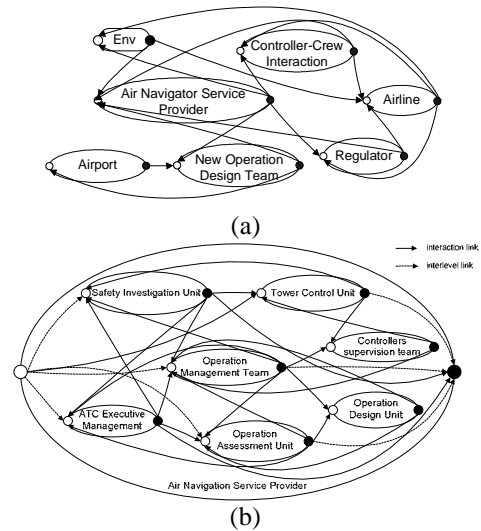 Env
Controller-Crew
Interaction
Air Navigator Service
Provider
Airline
Airport
New Operation
Design Team
Regulator
(a)
interaction link
interlevel link
Safety Investigation Unit
Tower Control Unit
Controllers
supervision team
Operation
Management Team
ATC Executive
Management
Operation
Design Unit
Operation
Assessment Unit
Air Navigation Service Provider
(b)